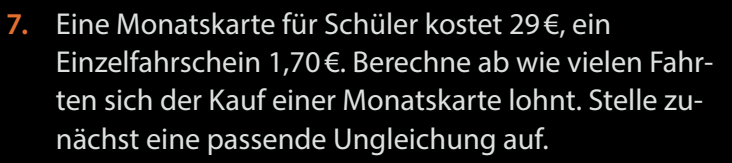 7. Eine Monatskarte für Schüler kostet 29 €, ein
Einzelfahrschein 1,70 €. Berechne ab wie vielen Fahr-
ten sich der Kauf einer Monatskarte lohnt. Stelle zu-
nächst eine passende Ungleichung auf.